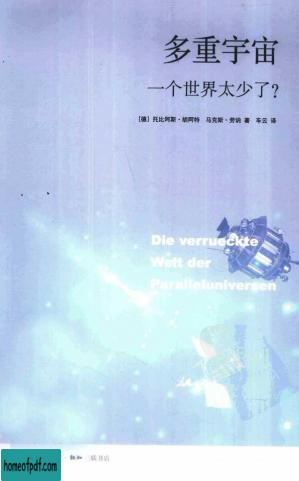 多重宇宙
一个世界太少了?
[德] 托比阿斯·胡阿特 马克斯·劳讷 著 车云 译
Die verrueckte
Welt der
Paralleluniversen
三联书店
homeofpdf.com